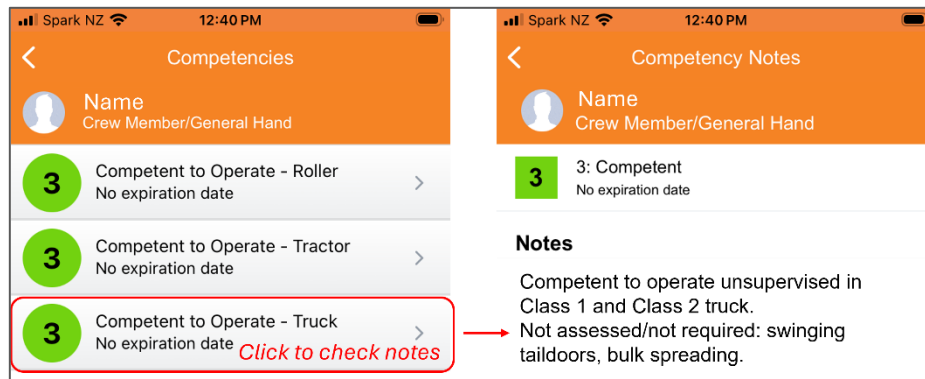 Spark NZ 12:40 PM
Competencies
Name
Crew Member/General Hand
3
Competent to Operate - Roller
No expiration date
3
Competent to Operate - Tractor
No expiration date
3
Competent to Operate - Truck
No expiration date
Click to check notes
Spark NZ 12:40 PM
Competency Notes
Name
Crew Member/General Hand
3
3: Competent
No expiration date
Notes
Competent to operate unsupervised in
Class 1 and Class 2 truck.
Not assessed/not required: swinging
taildoors, bulk spreading.